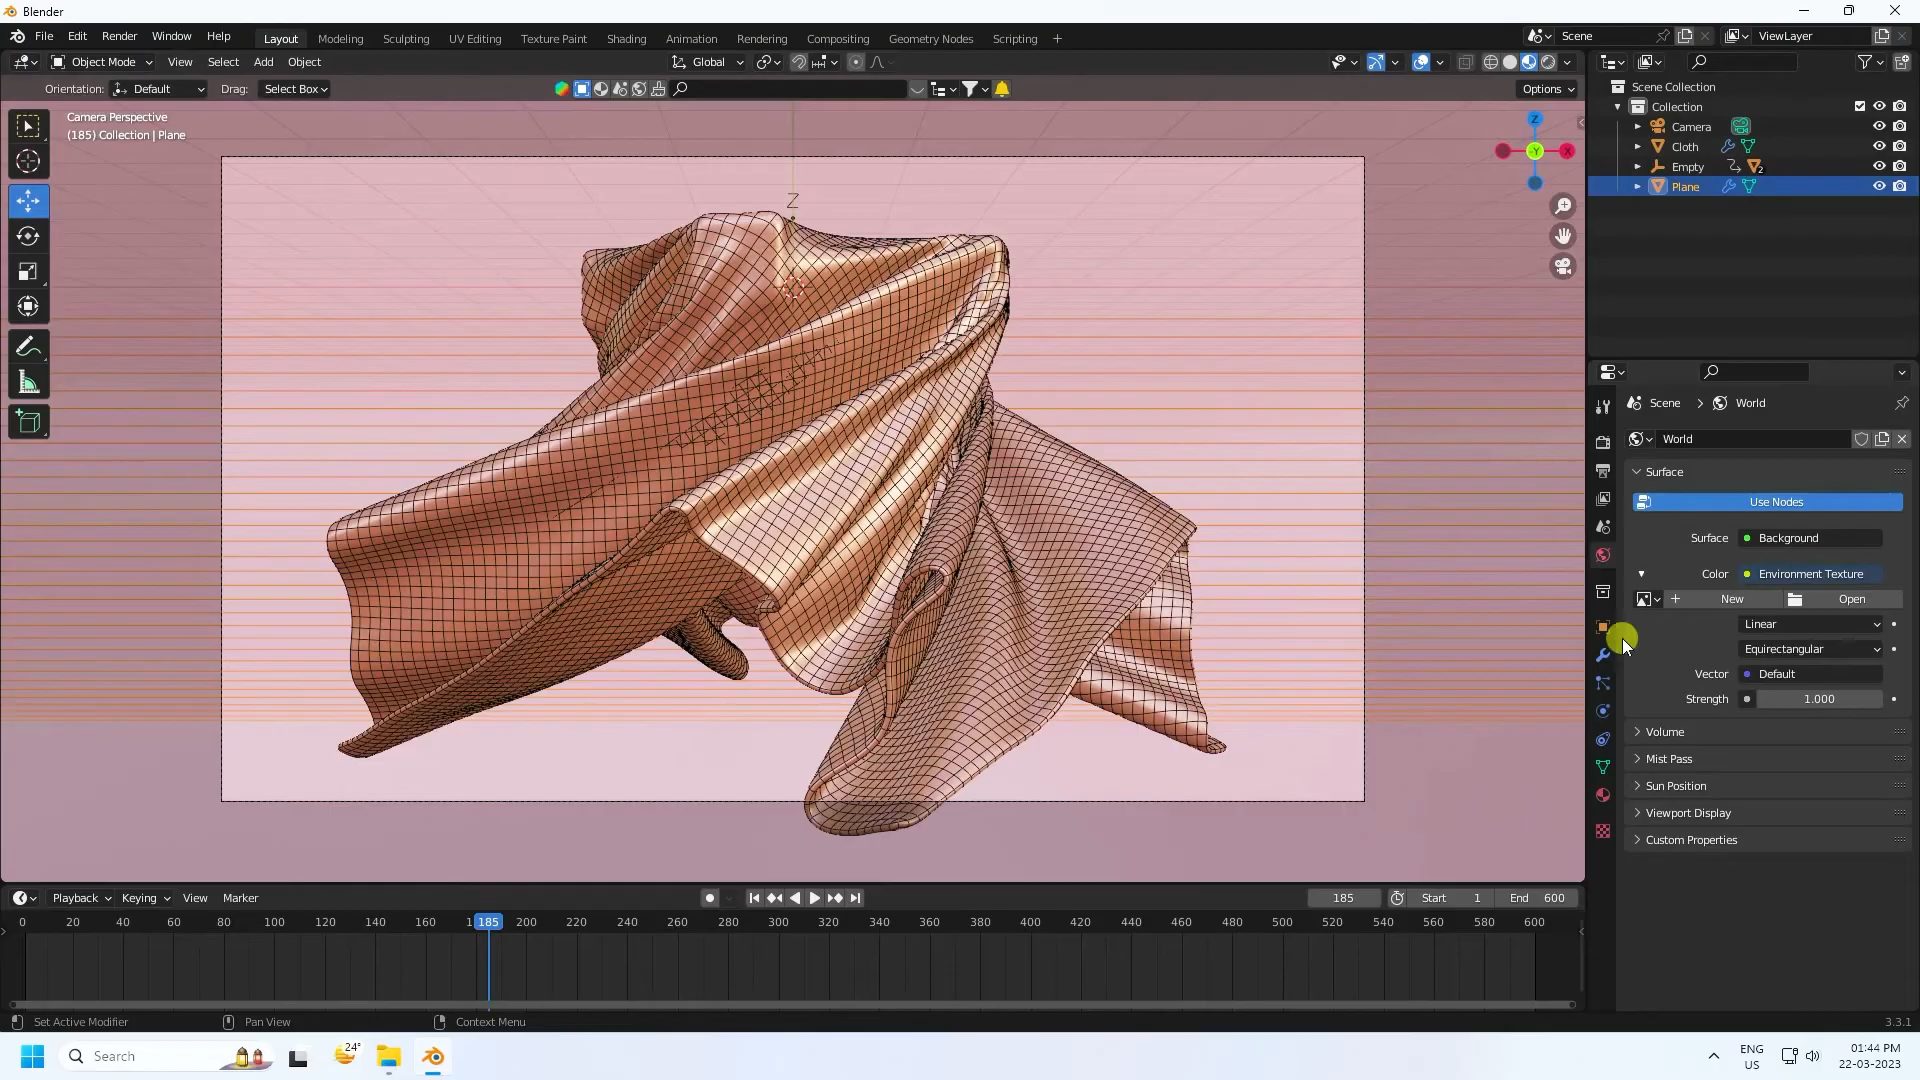 Blender
File Edit Render Window Help Layout Modeling Sculpting UV Editing Texture Paint Shading Animation Rendering Compositing Geometry Nodes Scripting + Scene ViewLayer
Object Mode View Select Add Object Global
Orientation: Default Drag: Select Box Options
Camera Perspective
(185) Collection | Plane
Z
Z
-Y
X
Scene Collection
Collection
Camera
Cloth
Empty 2
Plane
Scene > World
World
Surface
Use Nodes
Surface Background
Color Environment Texture
+ New Open
Linear
Equirectangular
Vector Default
Strength 1.000
Volume
Mist Pass
Sun Position
Viewport Display
Custom Properties
Playback Keying View Marker 185 Start 1 End 600
0 20 40 60 80 100 120 140 160 1 185 200 220 240 260 280 300 320 340 360 380 400 420 440 460 480 500 520 540 560 580 600
Set Active Modifier Pan View Context Menu 3.3.1
Search 24° ENG US 01:44 PM 22-03-2023